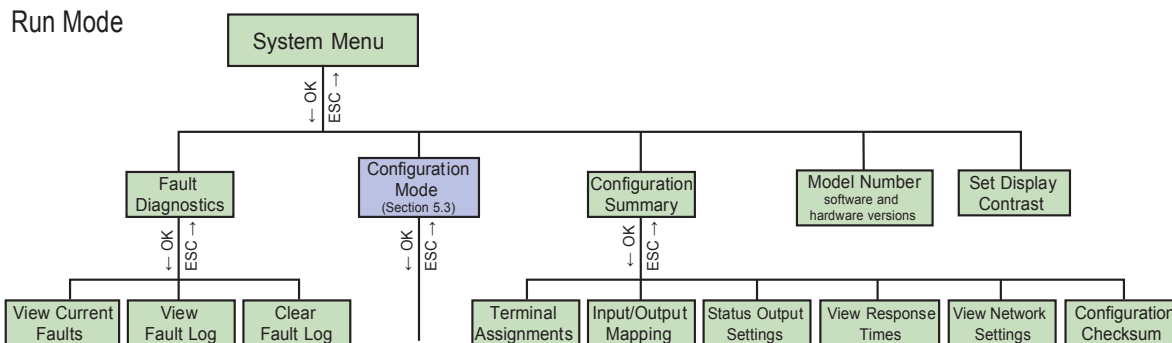 Run Mode
System Menu
← OK
ESC →
Fault
Diagnostics
Configuration
Mode
(Section 5.3)
Configuration
Summary
Model Number
software and
hardware versions
Set Display
Contrast
← OK
ESC →
← OK
ESC →
← OK
ESC →
View Current
Faults
View
Fault Log
Clear
Fault Log
Terminal
Assignments
Input/Output
Mapping
Status Output
Settings
View Response
Times
View Network
Settings
Configuration
Checksum